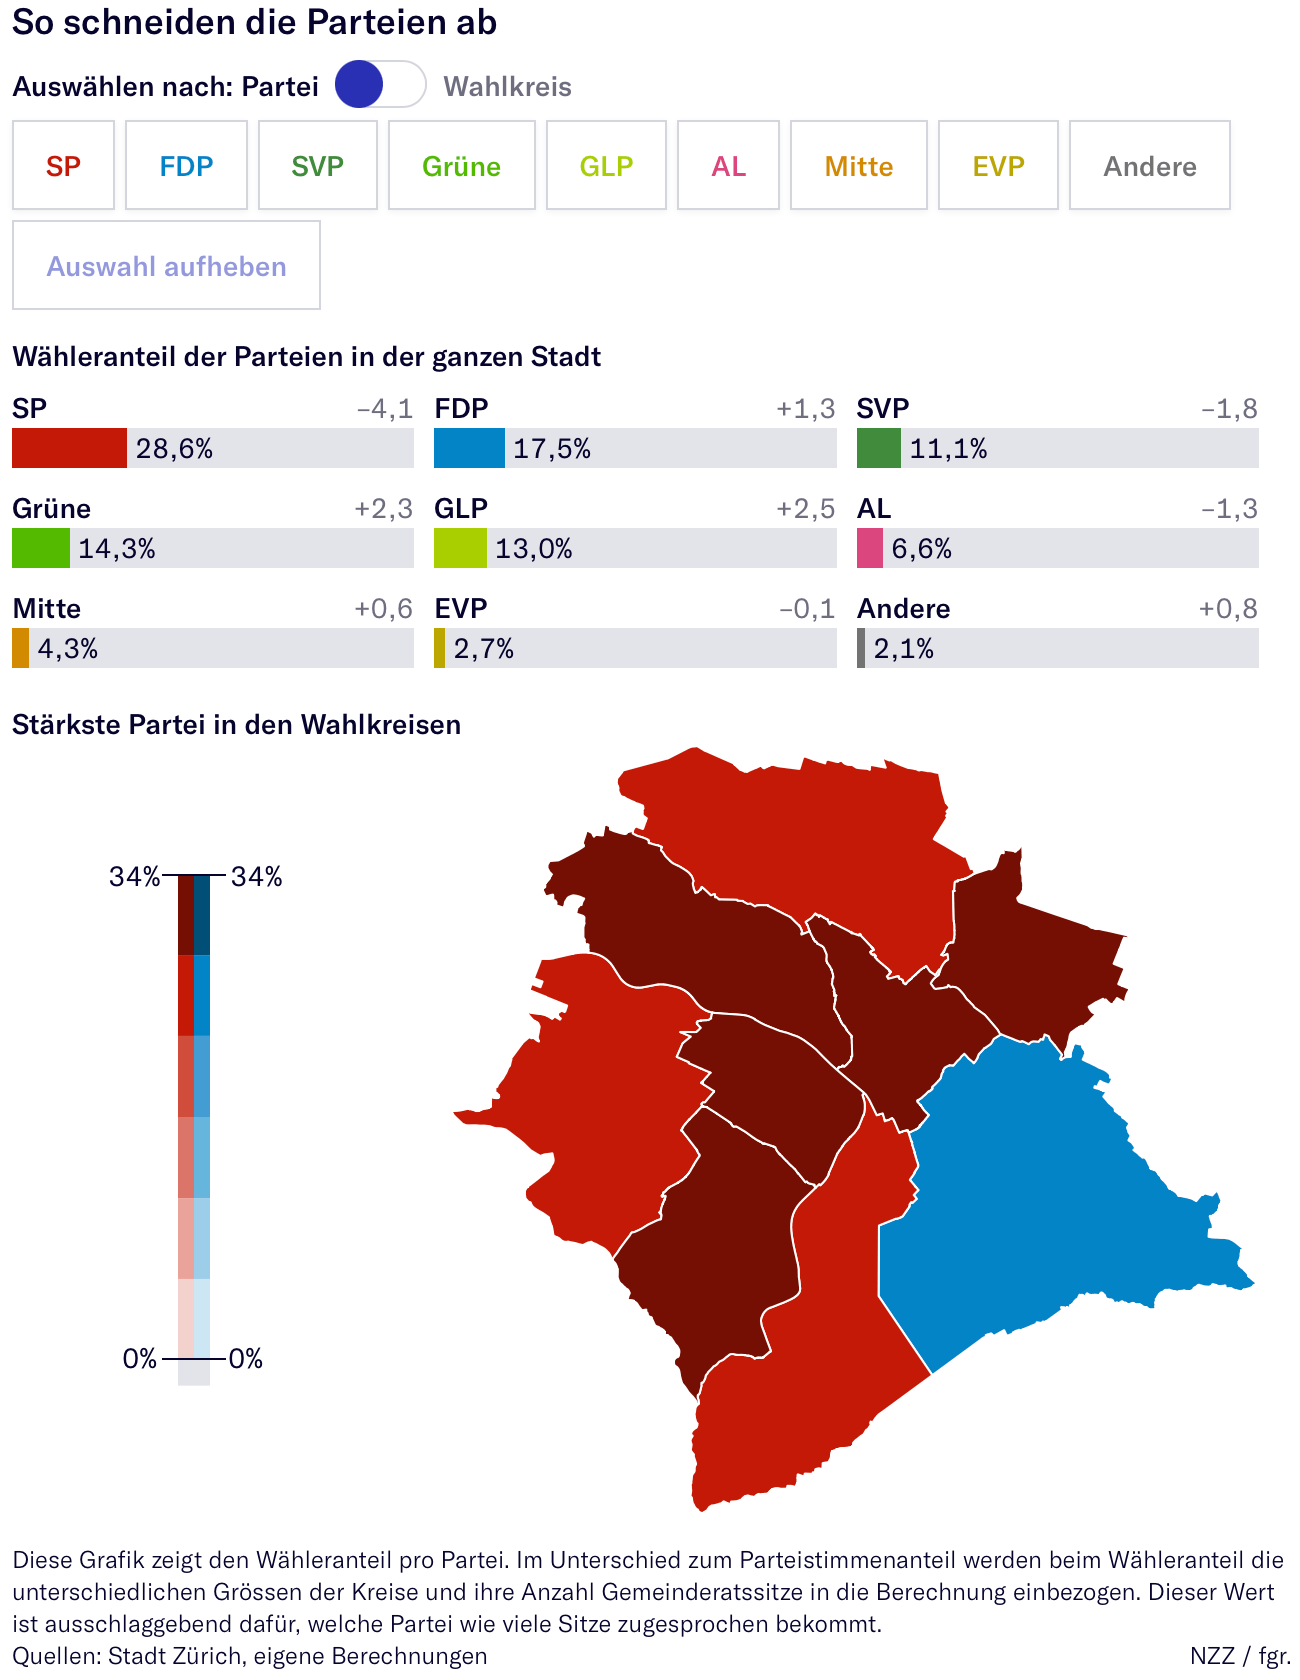 So schneiden die Parteien ab
Auswählen nach: Partei Wahlkreis
SP FDP SVP Grüne GLP AL Mitte EVP Andere
Auswahl aufheben
Wähleranteil der Parteien in der ganzen Stadt
SP –4,1 FDP +1,3 SVP –1,8
28,6% 17,5% 11,1%
Grüne +2,3 GLP +2,5 AL –1,3
14,3% 13,0% 6,6%
Mitte +0,6 EVP –0,1 Andere +0,8
4,3% 2,7% 2,1%
Stärkste Partei in den Wahlkreisen
34% 34%
0% 0%
Diese Grafik zeigt den Wähleranteil pro Partei. Im Unterschied zum Parteistimmenanteil werden beim Wähleranteil die
unterschiedlichen Grössen der Kreise und ihre Anzahl Gemeinderatssitze in die Berechnung einbezogen. Dieser Wert
ist ausschlaggebend dafür, welche Partei wie viele Sitze zugesprochen bekommt.
Quellen: Stadt Zürich, eigene Berechnungen NZZ / fgr.